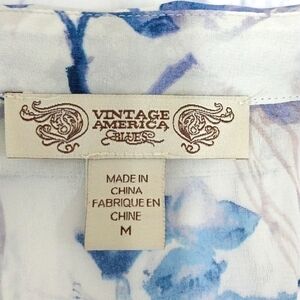 VINTAGE
AMERICA
BLUES
MADE IN
CHINA
FABRIQUE EN
CHINE
M